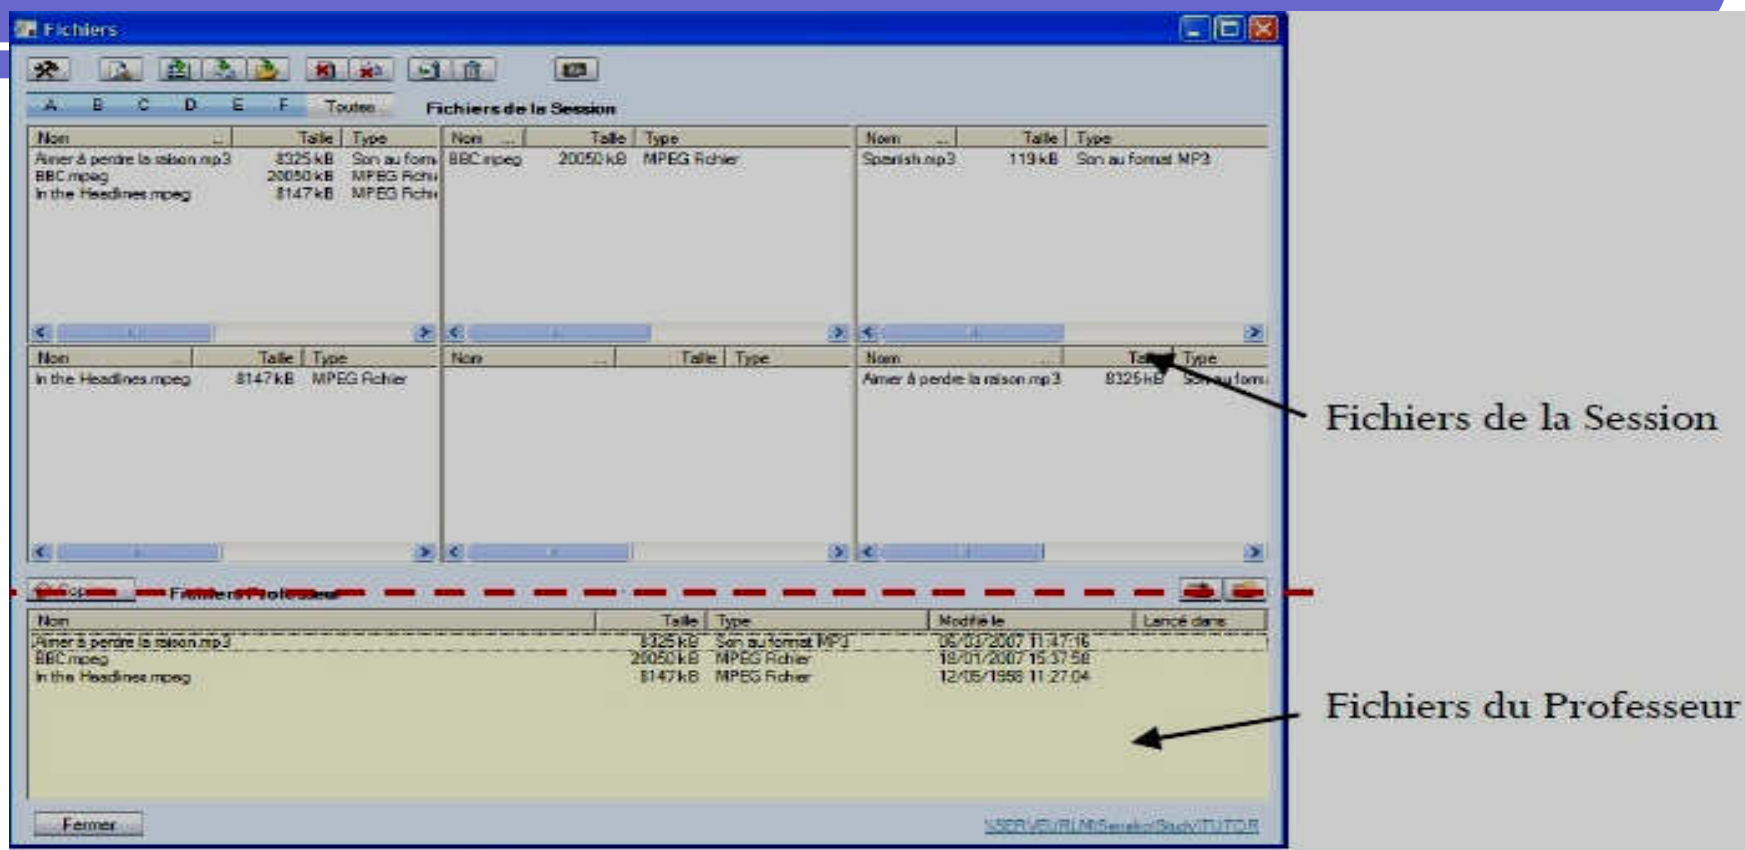 Fichiers
A B C D E F Toutes Fichiers de la Session
Nom ... Taille Type
Aimer à perdre la raison.mp3 8325 kB Son au form
BBC.mpeg 20050 kB MPEG Fichi
In the Headlines.mpeg 8147 kB MPEG Fichi
Nom ... Taille Type
BBC.mpeg 20050 kB MPEG Fichier
Nom ... Taille Type
Spanish.mp3 119 kB Son au format MP3
Nom ... Taille Type
In the Headlines.mpeg 8147 kB MPEG Fichier
Nom ... Taille Type
Nom ... Type
Aimer à perdre la raison.mp3 8325 kB Son au form
Fichiers de la Session
Fichiers Professeur
Nom Taille Type Modifié le Lancé dans
Aimer à perdre la raison.mp3 8325 kB Son au format MP3 06/03/2007 11:47:16
BBC.mpeg 20050 kB MPEG Fichier 18/01/2007 15:37:58
In the Headlines.mpeg 8147 kB MPEG Fichier 11:27:04
Fichiers du Professeur
Fermer